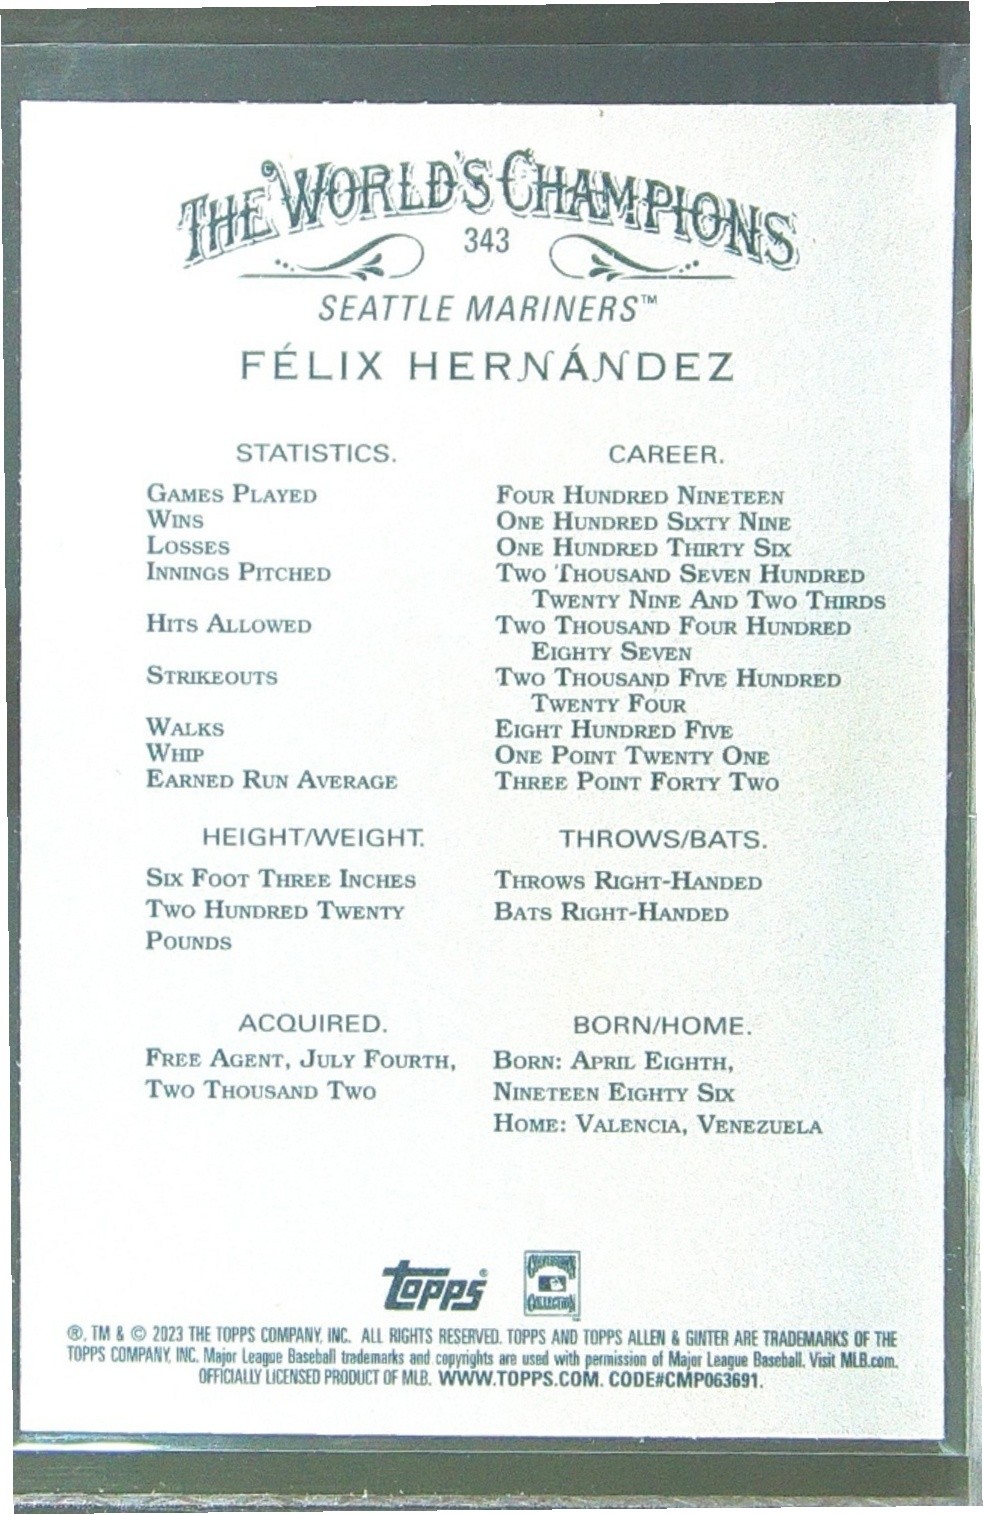 THE WORLD'S CHAMPIONS
343
SEATTLE MARINERS™
FÉLIX HERNÁNDEZ
STATISTICS. CAREER.
GAMES PLAYED FOUR HUNDRED NINETEEN
WINS ONE HUNDRED SIXTY NINE
LOSSES ONE HUNDRED THIRTY SIX
INNINGS PITCHED TWO THOUSAND SEVEN HUNDRED
TWENTY NINE AND TWO THIRDS
HITS ALLOWED TWO THOUSAND FOUR HUNDRED
EIGHTY SEVEN
STRIKEOUTS TWO THOUSAND FIVE HUNDRED
TWENTY FOUR
WALKS EIGHT HUNDRED FIVE
WHIP ONE POINT TWENTY ONE
EARNED RUN AVERAGE THREE POINT FORTY TWO
HEIGHT/WEIGHT. THROWS/BATS.
SIX FOOT THREE INCHES THROWS RIGHT-HANDED
TWO HUNDRED TWENTY BATS RIGHT-HANDED
POUNDS
ACQUIRED. BORN/HOME.
FREE AGENT, JULY FOURTH, BORN: APRIL EIGHTH,
TWO THOUSAND TWO NINETEEN EIGHTY SIX
HOME: VALENCIA, VENEZUELA
topps® COOPERSTOWN COLLECTION
®, TM & © 2023 THE TOPPS COMPANY, INC. ALL RIGHTS RESERVED. TOPPS AND TOPPS ALLEN & GINTER ARE TRADEMARKS OF THE
TOPPS COMPANY, INC. Major League Baseball trademarks and copyrights are used with permission of Major League Baseball. Visit MLB.com.
OFFICIALLY LICENSED PRODUCT OF MLB. WWW.TOPPS.COM. CODE#CMP063691.